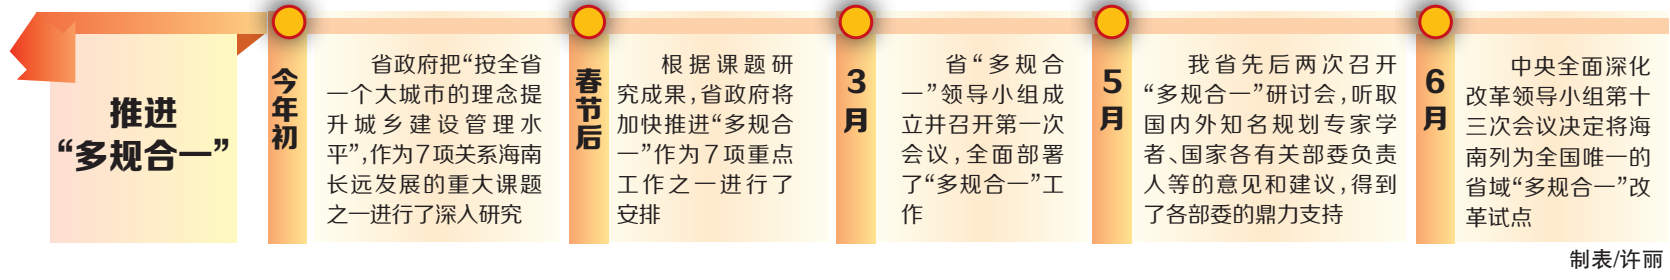 推进
“多规合一”
今年初
省政府把“按全省
一个大城市的理念提
升城乡建设管理水
平”,作为7项关系海南
长远发展的重大课题
之一进行了深入研究
春节后
根据课题研
究成果,省政府将
加快推进“多规合
一”作为7项重点
工作之一进行了
安排
3月
省“多规合
一”领导小组成
立并召开第一次
会议,全面部署
了“多规合一”工
作
5月
我省先后两次召开
“多规合一”研讨会,听取
国内外知名规划专家学
者、国家各有关部委负责
人等的意见和建议,得到
了各部委的鼎力支持
6月
中央全面深化
改革领导小组第十
三次会议决定将海
南列为全国唯一的
省域“多规合一”改
革试点
制表/许丽